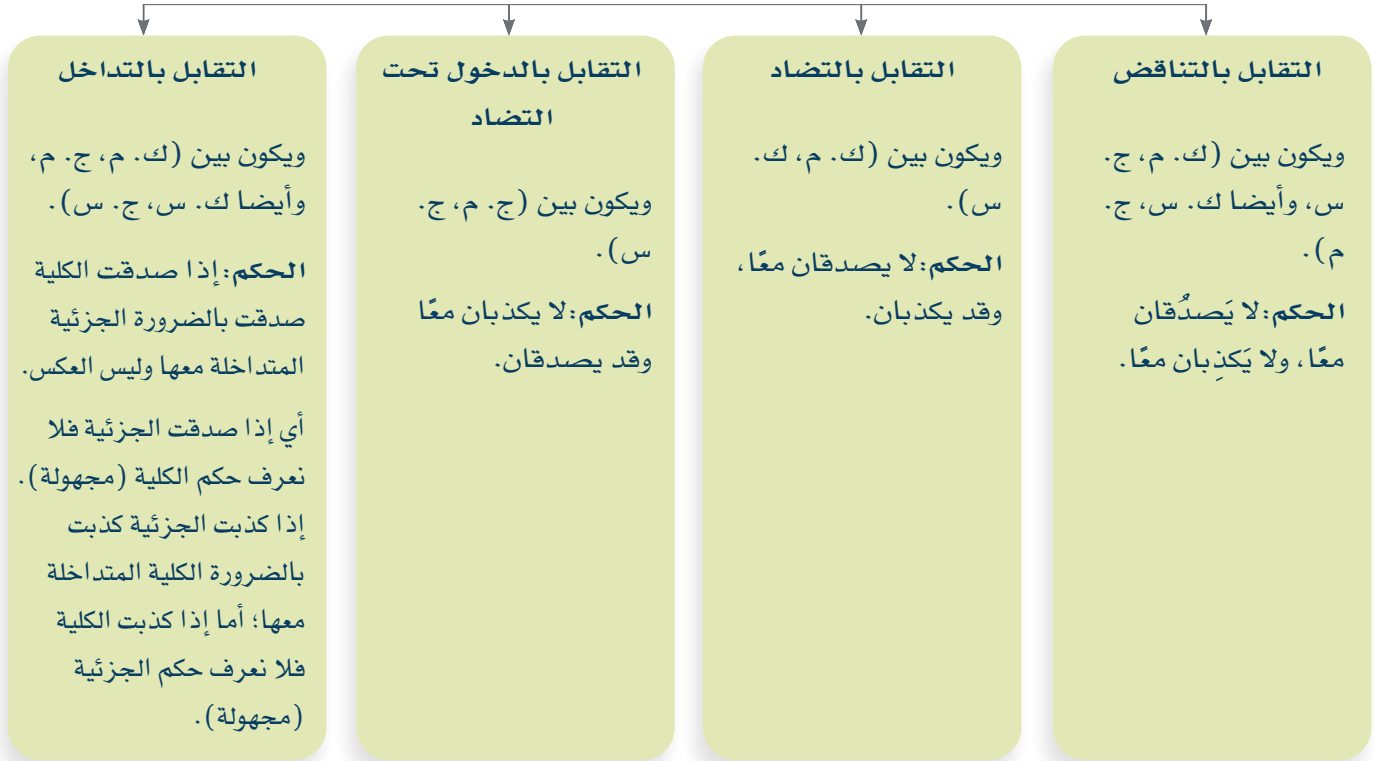 التقابل بالتناقض
ويكون بين (ك. م، ج.
س، وأيضا ك. س، ج.
م).
الحكم: لا يَصدُقان
معًا، ولا يَكذِبان معًا.
التقابل بالتضاد
ويكون بين (ك. م، ك.
س).
الحكم: لا يصدقان معًا،
وقد يكذبان.
التقابل بالدخول تحت
التضاد
ويكون بين (ج. م، ج.
س).
الحكم: لا يكذبان معًا
وقد يصدقان.
التقابل بالتداخل
ويكون بين (ك. م، ج. م،
وأيضا ك. س، ج. س).
الحكم: إذا صدقت الكلية
صدقت بالضرورة الجزئية
المتداخلة معها وليس العكس.
أي إذا صدقت الجزئية فلا
نعرف حكم الكلية (مجهولة).
إذا كذبت الجزئية كذبت
بالضرورة الكلية المتداخلة
معها؛ أما إذا كذبت الكلية
فلا نعرف حكم الجزئية
(مجهولة).